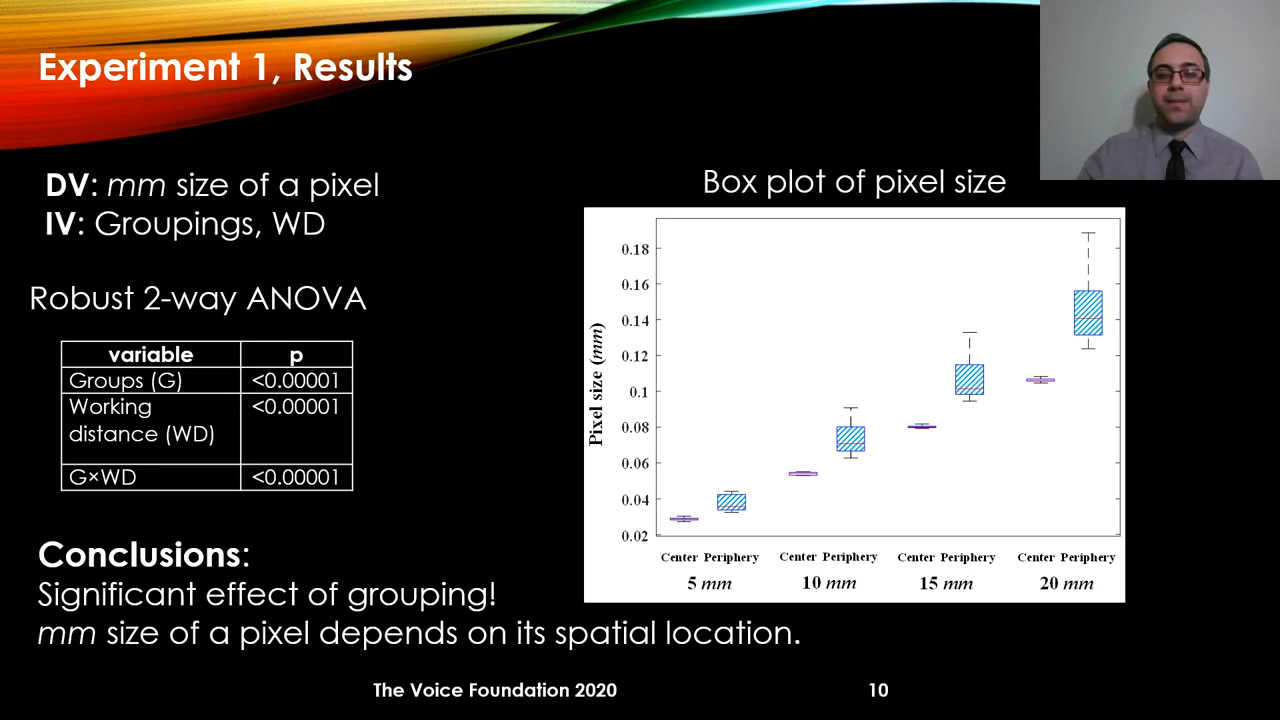 Experiment 1, Results
DV: mm size of a pixel
IV: Groupings, WD
Robust 2-way ANOVA
variable p
Groups (G) <0.00001
Working <0.00001
distance (WD)
G×WD <0.00001
Conclusions:
Significant effect of grouping!
mm size of a pixel depends on its spatial location.
Box plot of pixel size
Pixel size (mm)
0.18
0.16
0.14
0.12
0.1
0.08
0.06
0.04
0.02
Center Periphery Center Periphery Center Periphery Center Periphery
5 mm 10 mm 15 mm 20 mm
The Voice Foundation 2020 10